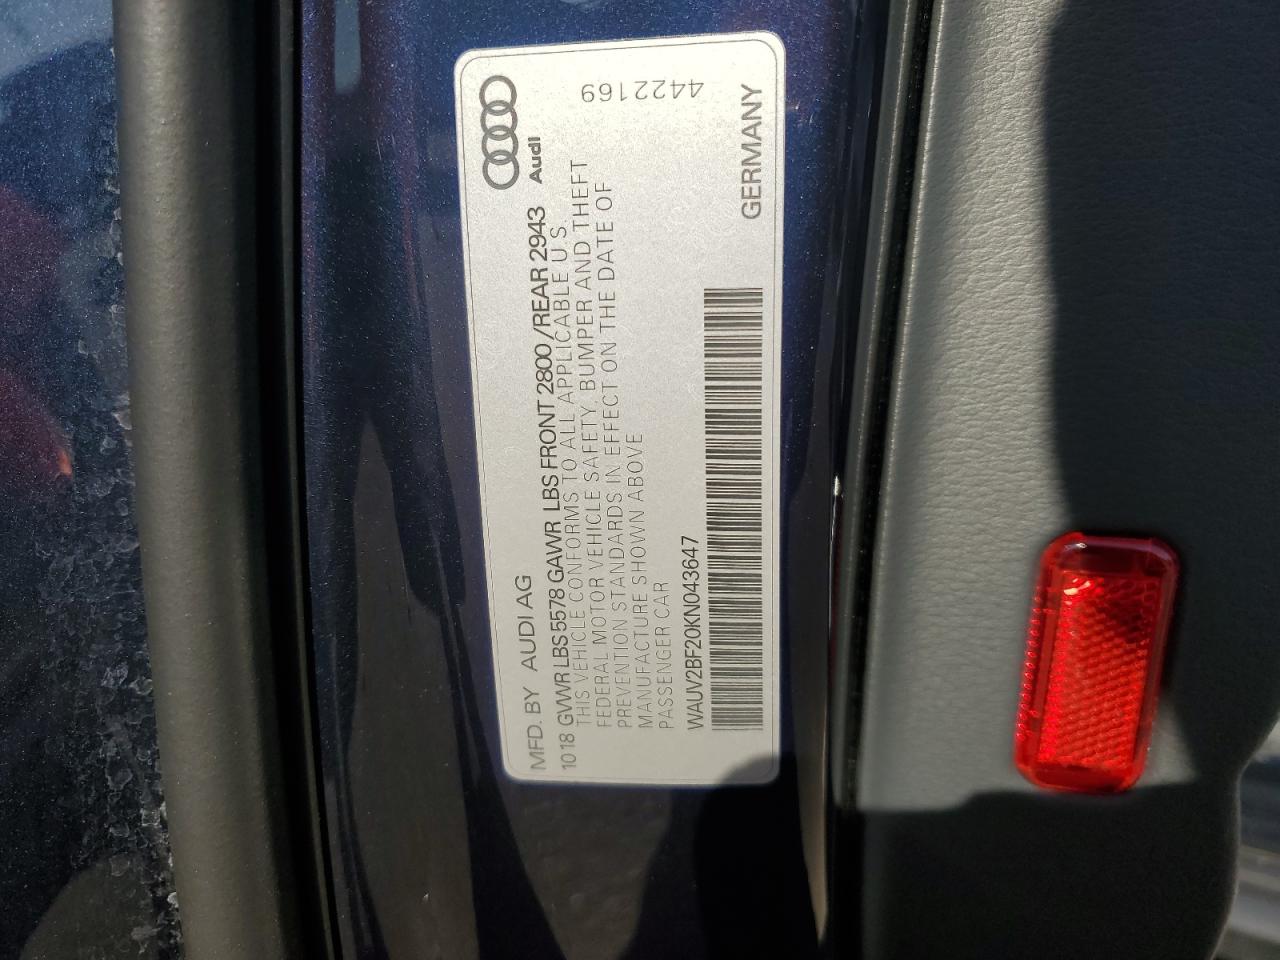 MFD. BY AUDI AG
Audi
10 18 GVWR LBS 5578 GAWR LBS FRONT 2800 / REAR 2943
THIS VEHICLE CONFORMS TO ALL APPLICABLE U S.
FEDERAL MOTOR VEHICLE SAFETY, BUMPER AND THEFT
PREVENTION STANDARDS IN EFFECT ON THE DATE OF
MANUFACTURE SHOWN ABOVE
PASSENGER CAR
WAUV2BF20KN043647
GERMANY
4422169